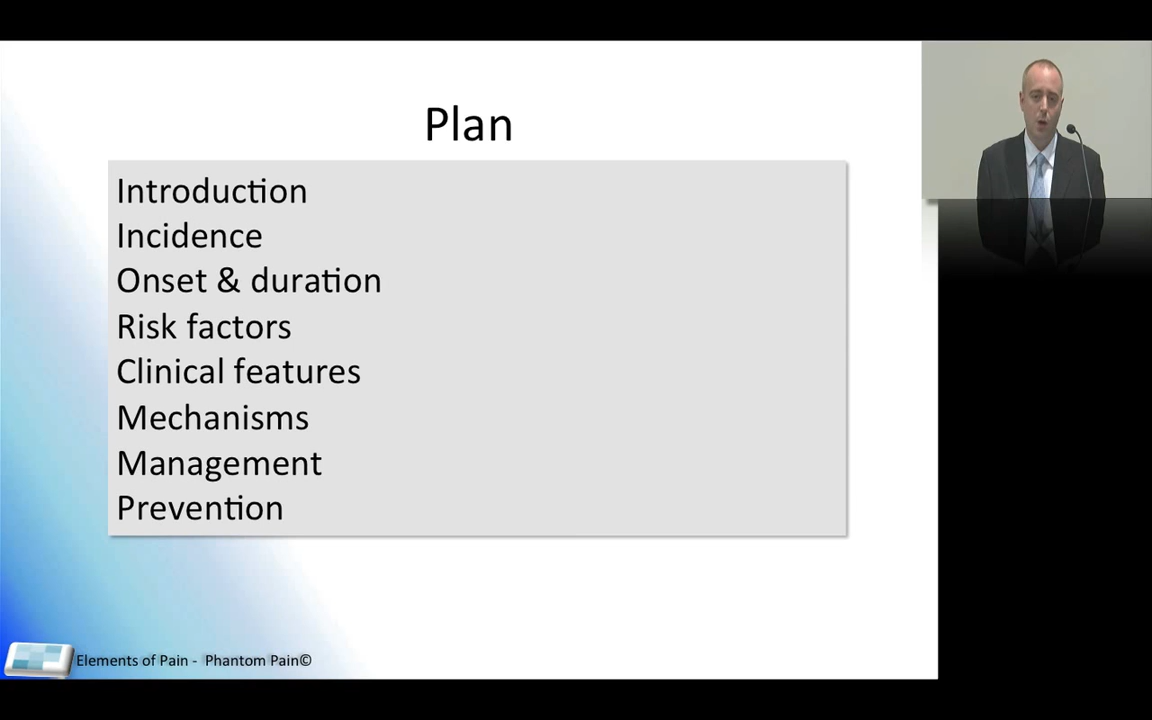 Plan
Introduction
Incidence
Onset & duration
Risk factors
Clinical features
Mechanisms
Management
Prevention
Elements of Pain - Phantom Pain©